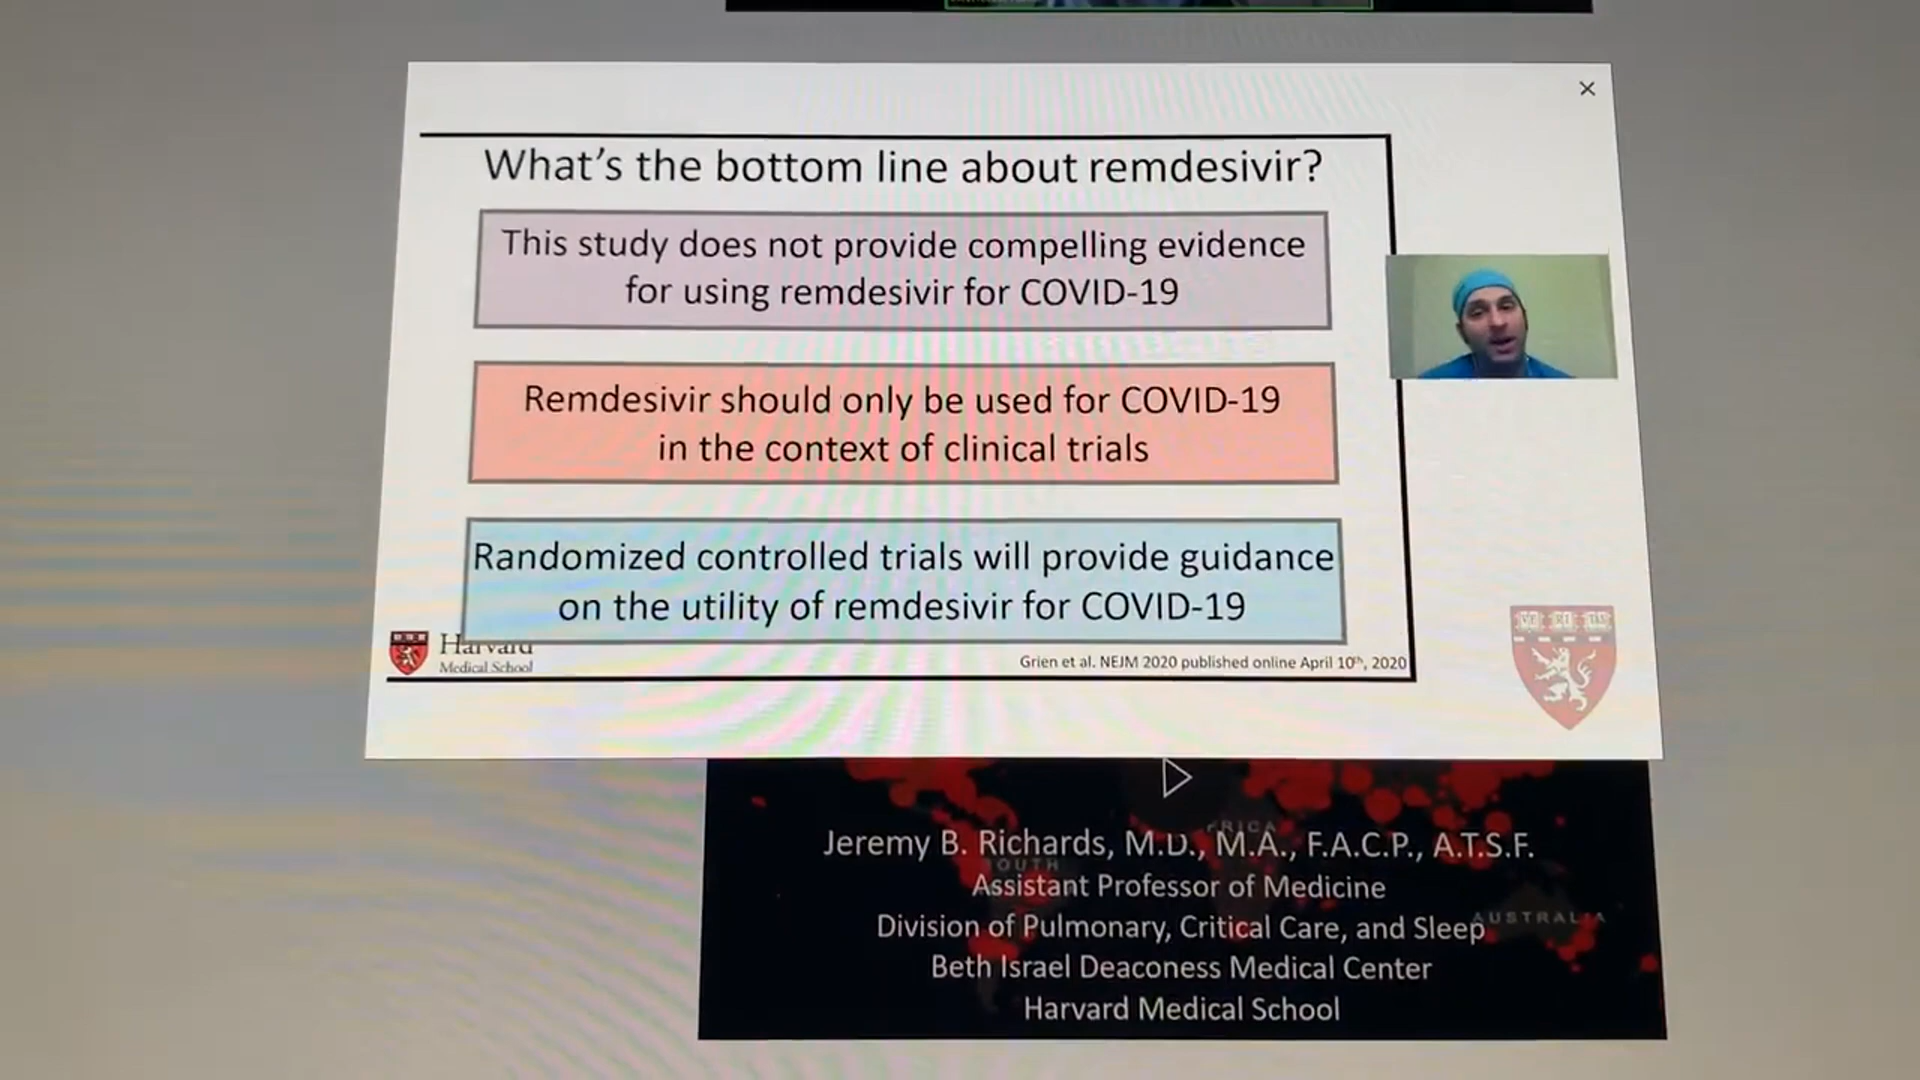 What's the bottom line about remdesivir?
This study does not provide compelling evidence
for using remdesivir for COVID-19
Remdesivir should only be used for COVID-19
in the context of clinical trials
Randomized controlled trials will provide guidance
on the utility of remdesivir for COVID-19
Harvard
Medical School
Grien et al. NEJM 2020 published online April 10th, 2020
Jeremy B. Richards, M.D., M.A., F.A.C.P., A.T.S.F.
Assistant Professor of Medicine
Division of Pulmonary, Critical Care, and Sleep
AUSTRALIA
Beth Israel Deaconess Medical Center
Harvard Medical School